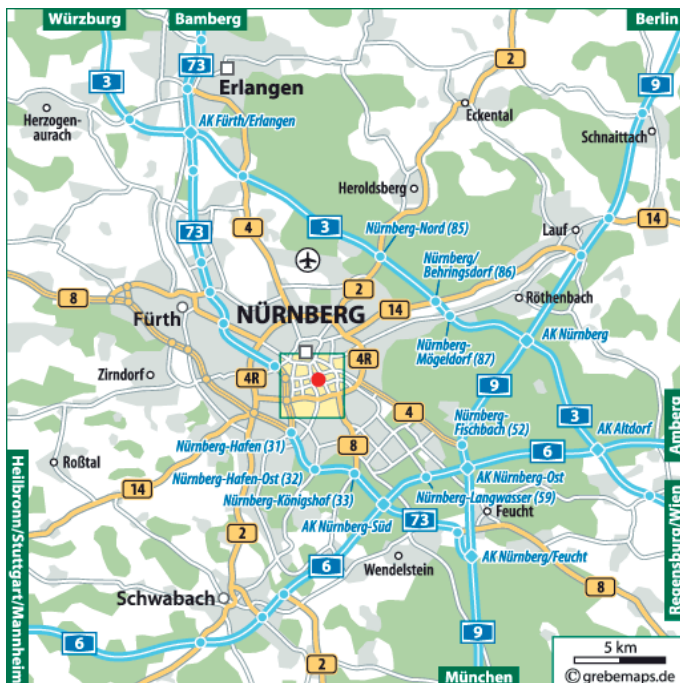 Würzburg
Bamberg
Berlin
73
2
9
3
Erlangen
Herzogen-
aurach
AK Fürth/Erlangen
Eckental
Schnaittach
Heroldsberg
73
4
3
Nürnberg-Nord (85)
Lauf
14
Nürnberg/
Behringsdorf (86)
8
2
14
Röthenbach
Fürth
NÜRNBERG
Nürnberg-
Mögeldorf (87)
AK Nürnberg
Zirndorf
4R
4R
9
4
3
Nürnberg-
Fischbach (52)
AK Altdorf
Amberg
Nürnberg-Hafen (31)
8
6
Roßtal
Nürnberg-Hafen-Ost (32)
AK Nürnberg-Ost
14
Nürnberg-Königshof (33)
Nürnberg-Langwasser (59)
Feucht
AK Nürnberg-Süd
73
2
6
Wendelstein
AK Nürnberg/Feucht
8
Schwabach
Heilbronn/Stuttgart/Mannheim
Regensburg/Wien
6
9
2
München
5 km
© grebemaps.de